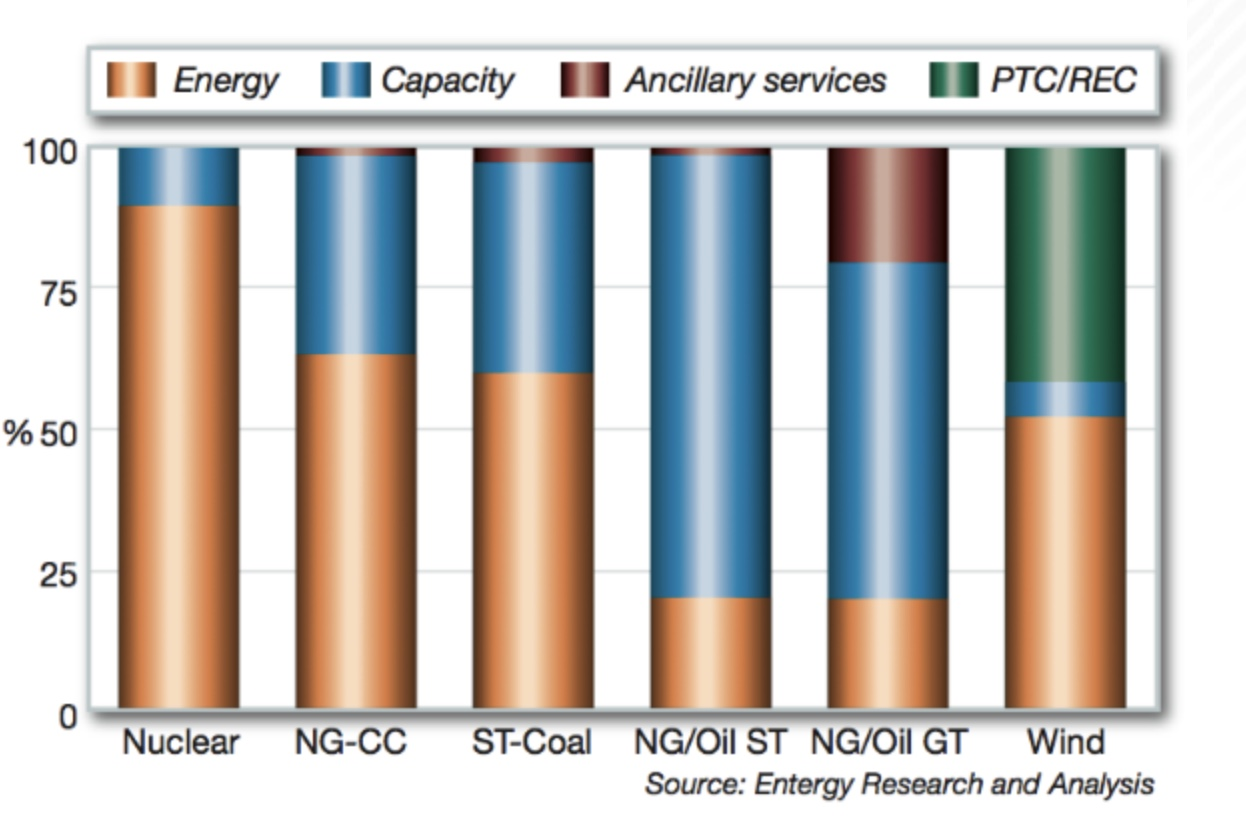 Energy Capacity Ancillary services PTC/REC
100
75
% 50
25
0
Nuclear NG-CC ST-Coal NG/Oil ST NG/Oil GT Wind
Source: Entergy Research and Analysis